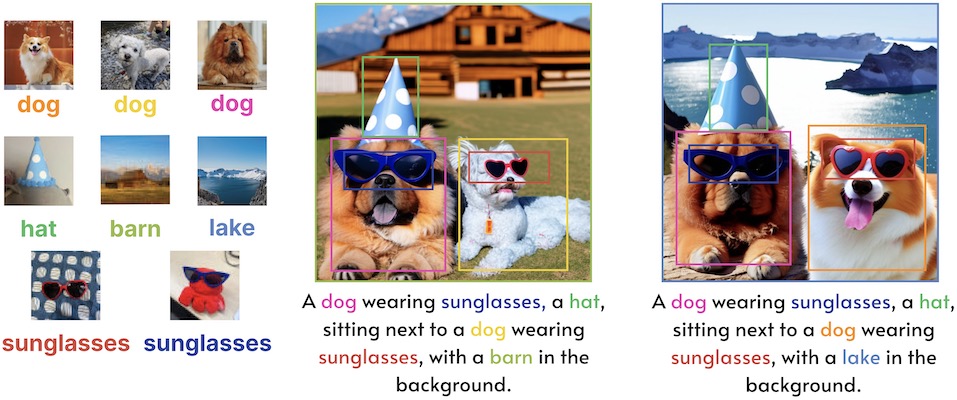 dog dog dog
hat barn lake
sunglasses sunglasses
A dog wearing sunglasses, a hat,
sitting next to a dog wearing
sunglasses, with a barn in the
background.
A dog wearing sunglasses, a hat,
sitting next to a dog wearing
sunglasses, with a lake in the
background.